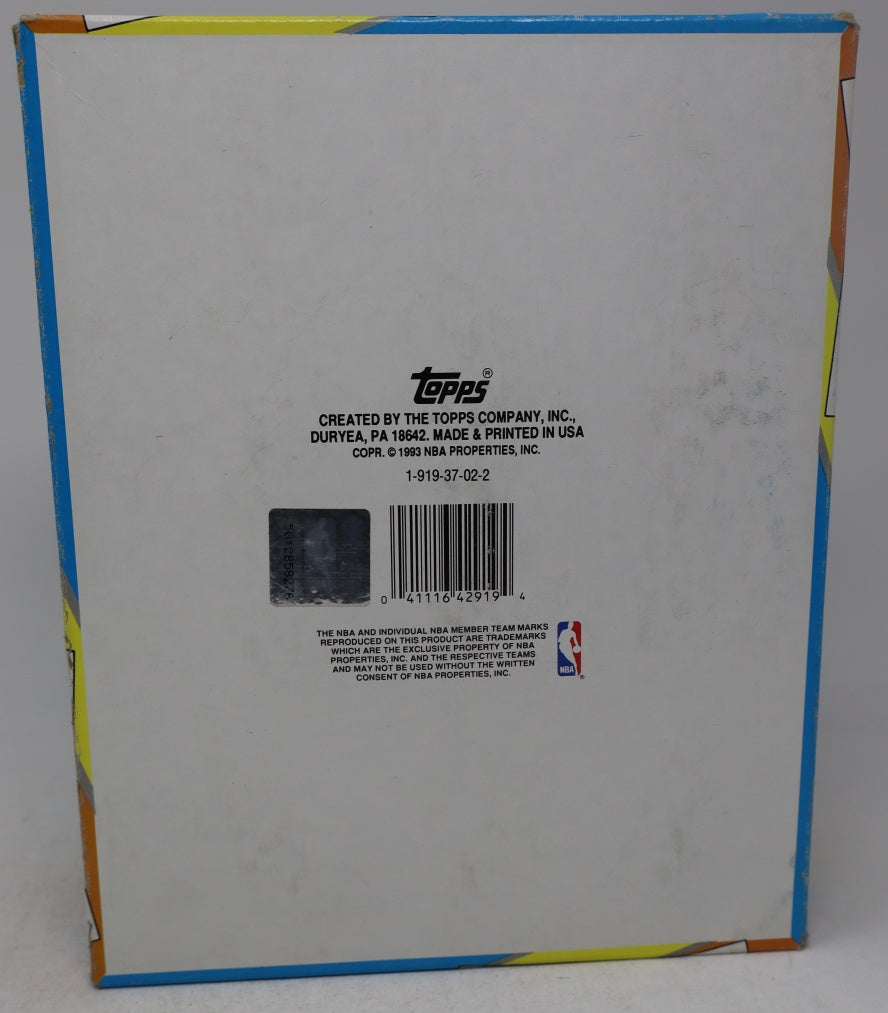 Topps®
CREATED BY THE TOPPS COMPANY, INC.,
DURYEA, PA 18642. MADE & PRINTED IN USA
COPR. © 1993 NBA PROPERTIES, INC.
1-919-37-02-2
0 41116 42919 4
THE NBA AND INDIVIDUAL NBA MEMBER TEAM MARKS
REPRODUCED ON THIS PRODUCT ARE TRADEMARKS
WHICH ARE THE EXCLUSIVE PROPERTY OF NBA
PROPERTIES, INC. AND THE RESPECTIVE TEAMS
AND MAY NOT BE USED WITHOUT THE WRITTEN
CONSENT OF NBA PROPERTIES, INC.
NBA ®